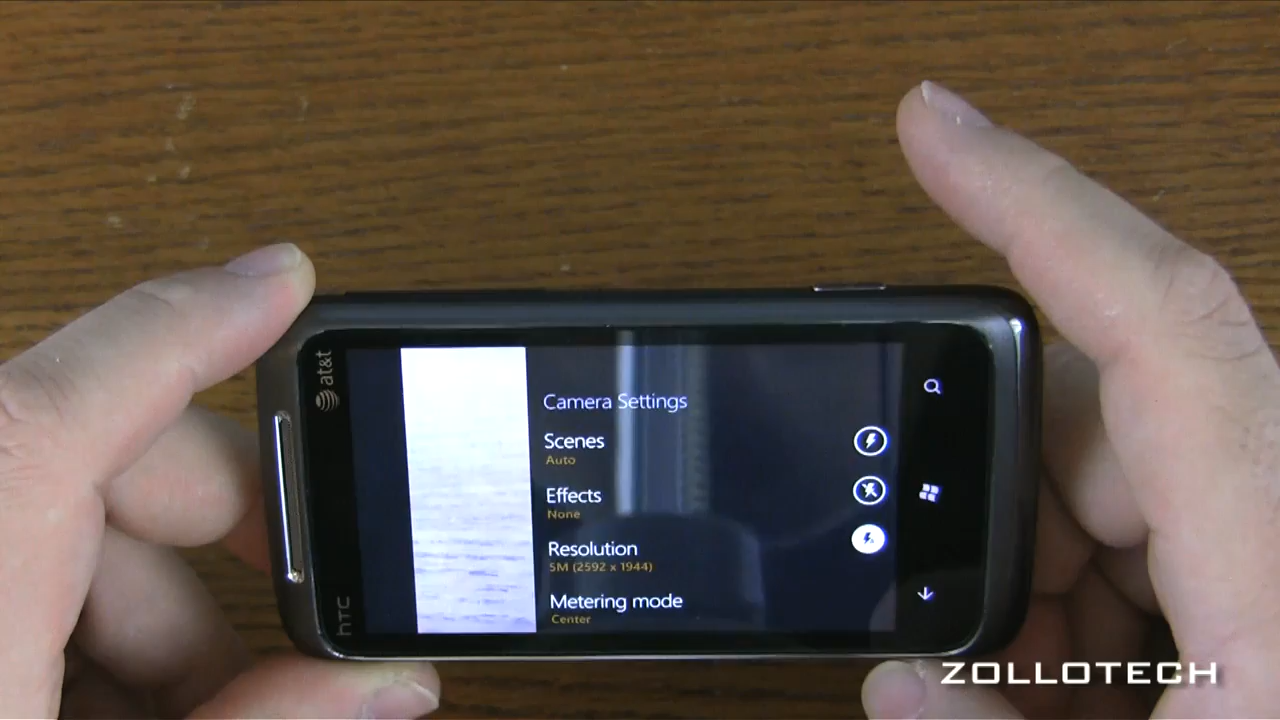 at&t
hTC
Camera Settings
Scenes
Auto
Effects
None
Resolution
5M (2592 x 1944)
Metering mode
Center
ZOLLOTECH